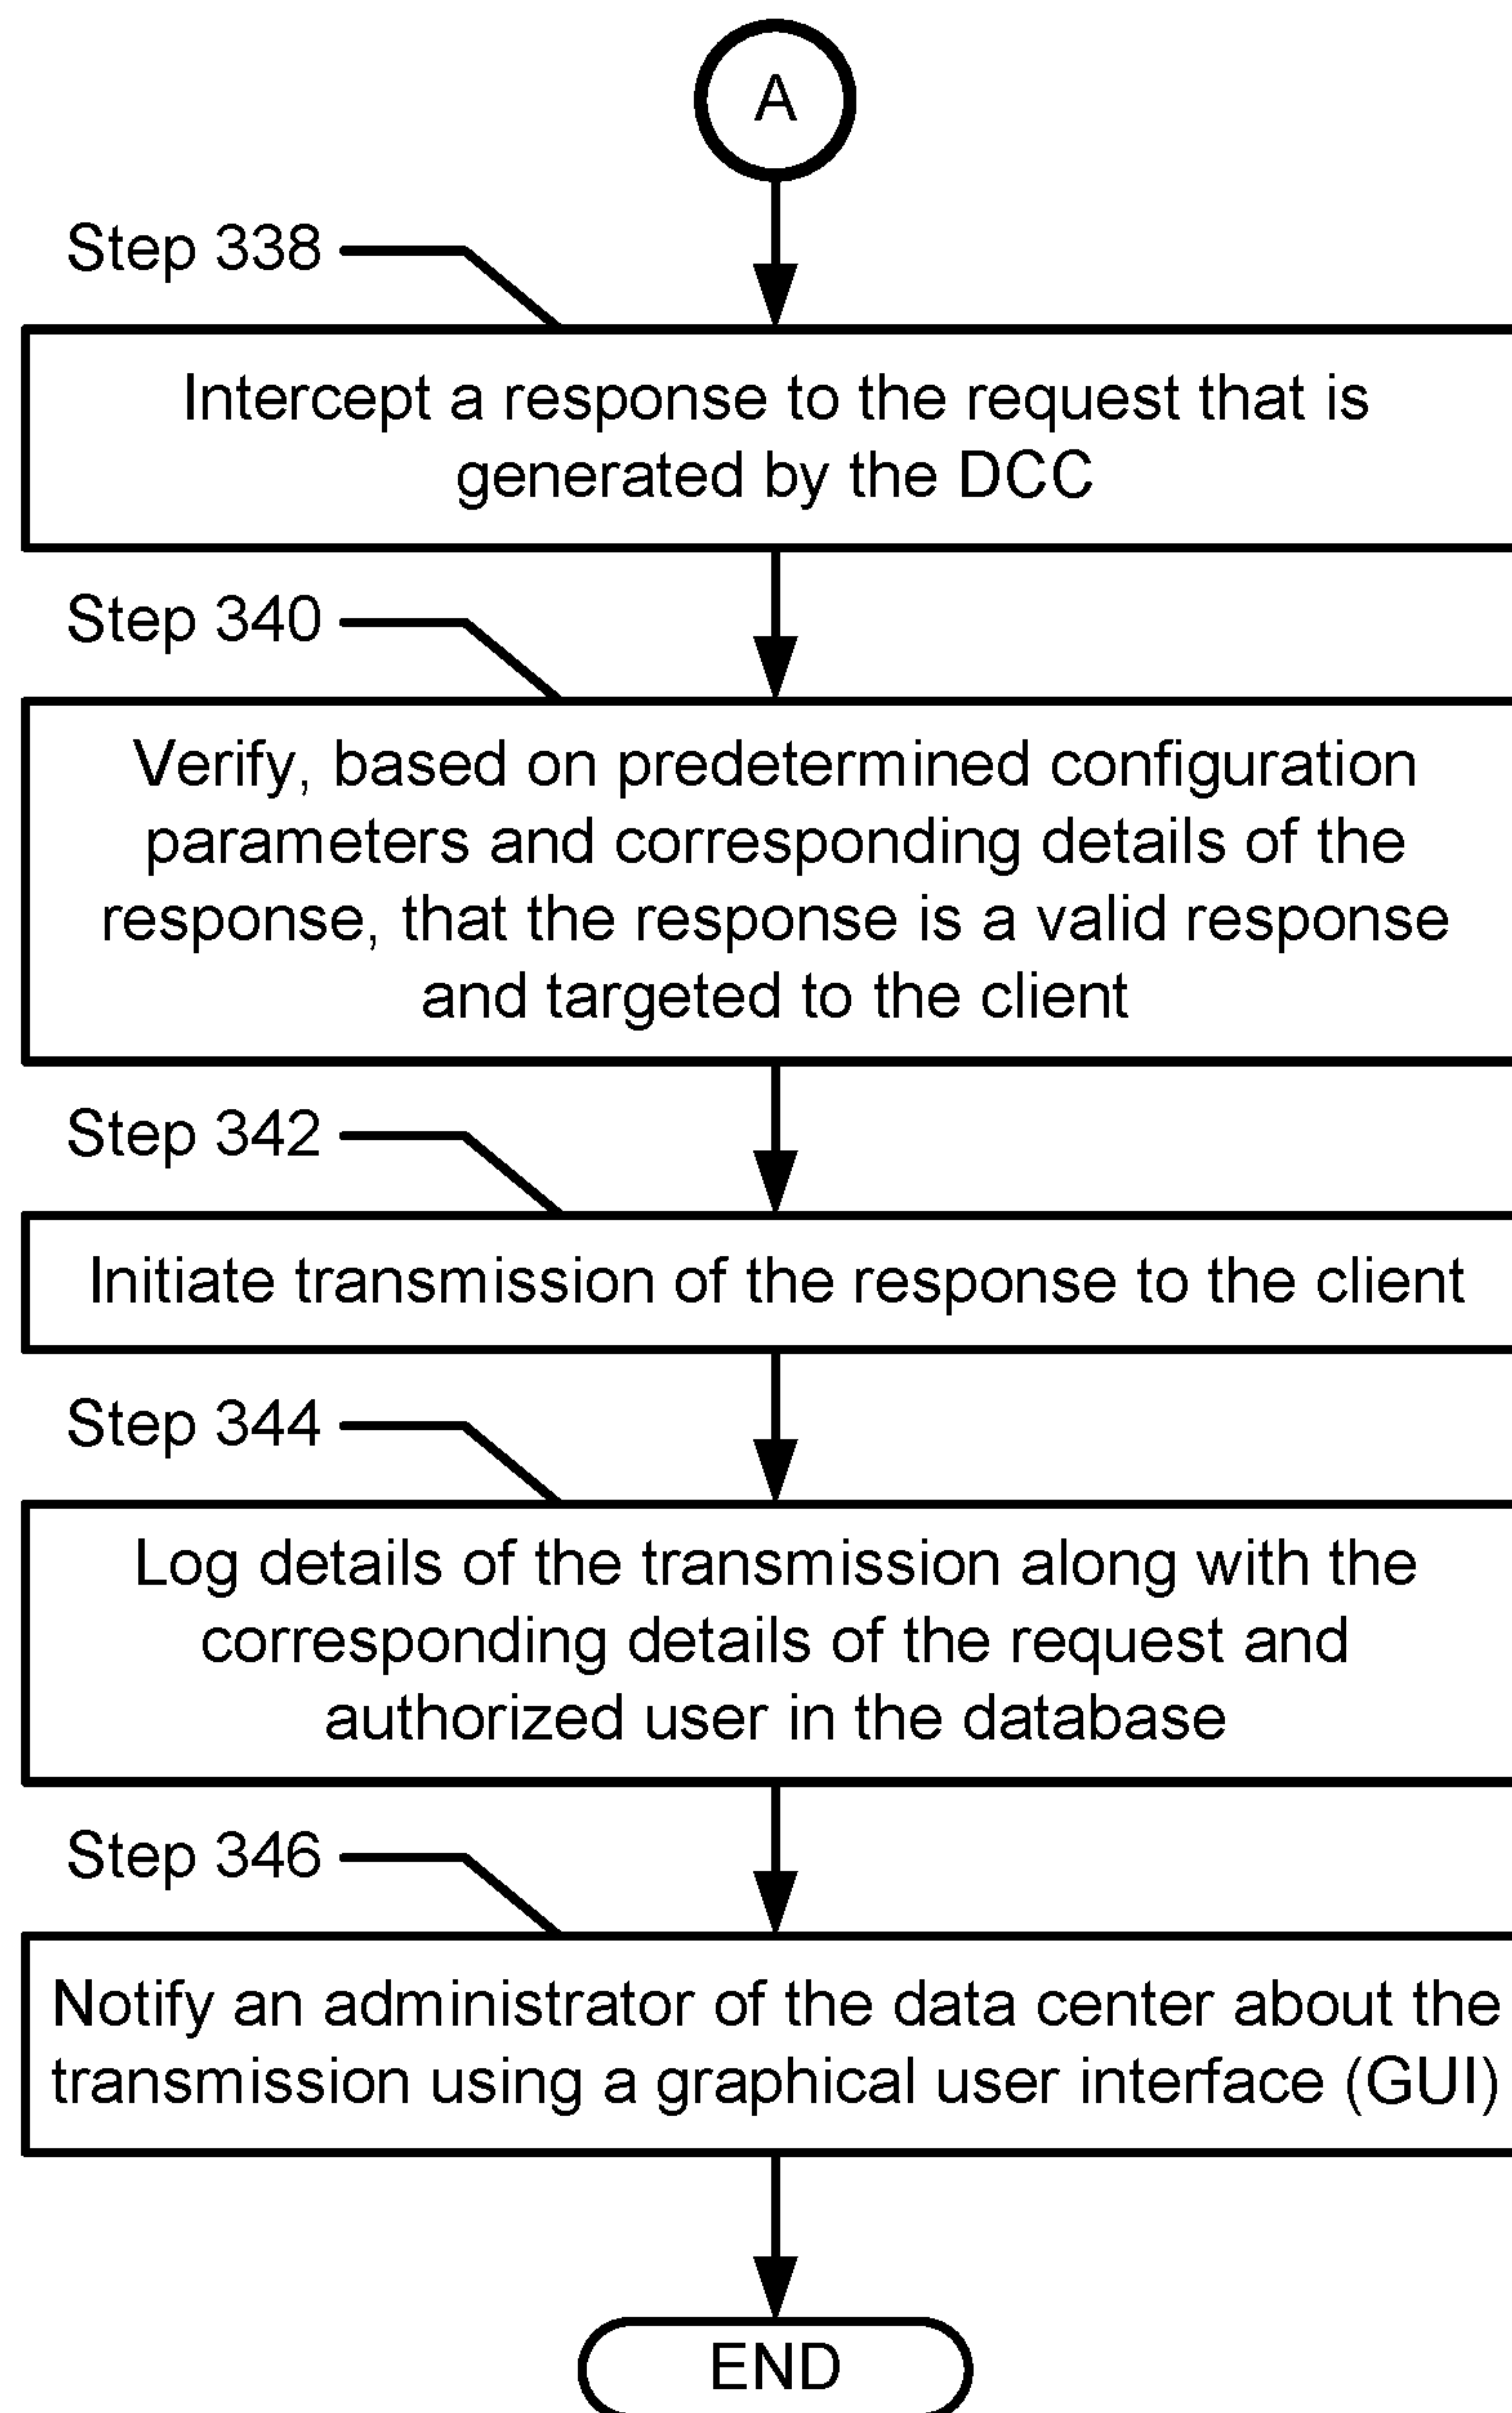 A
Step 338
Intercept a response to the request that is
generated by the DCC
Step 340
Verify, based on predetermined configuration
parameters and corresponding details of the
response, that the response is a valid response
and targeted to the client
Step 342
Initiate transmission of the response to the client
Step 344
Log details of the transmission along with the
corresponding details of the request and
authorized user in the database
Step 346
Notify an administrator of the data center about the
transmission using a graphical user interface (GUI)
END